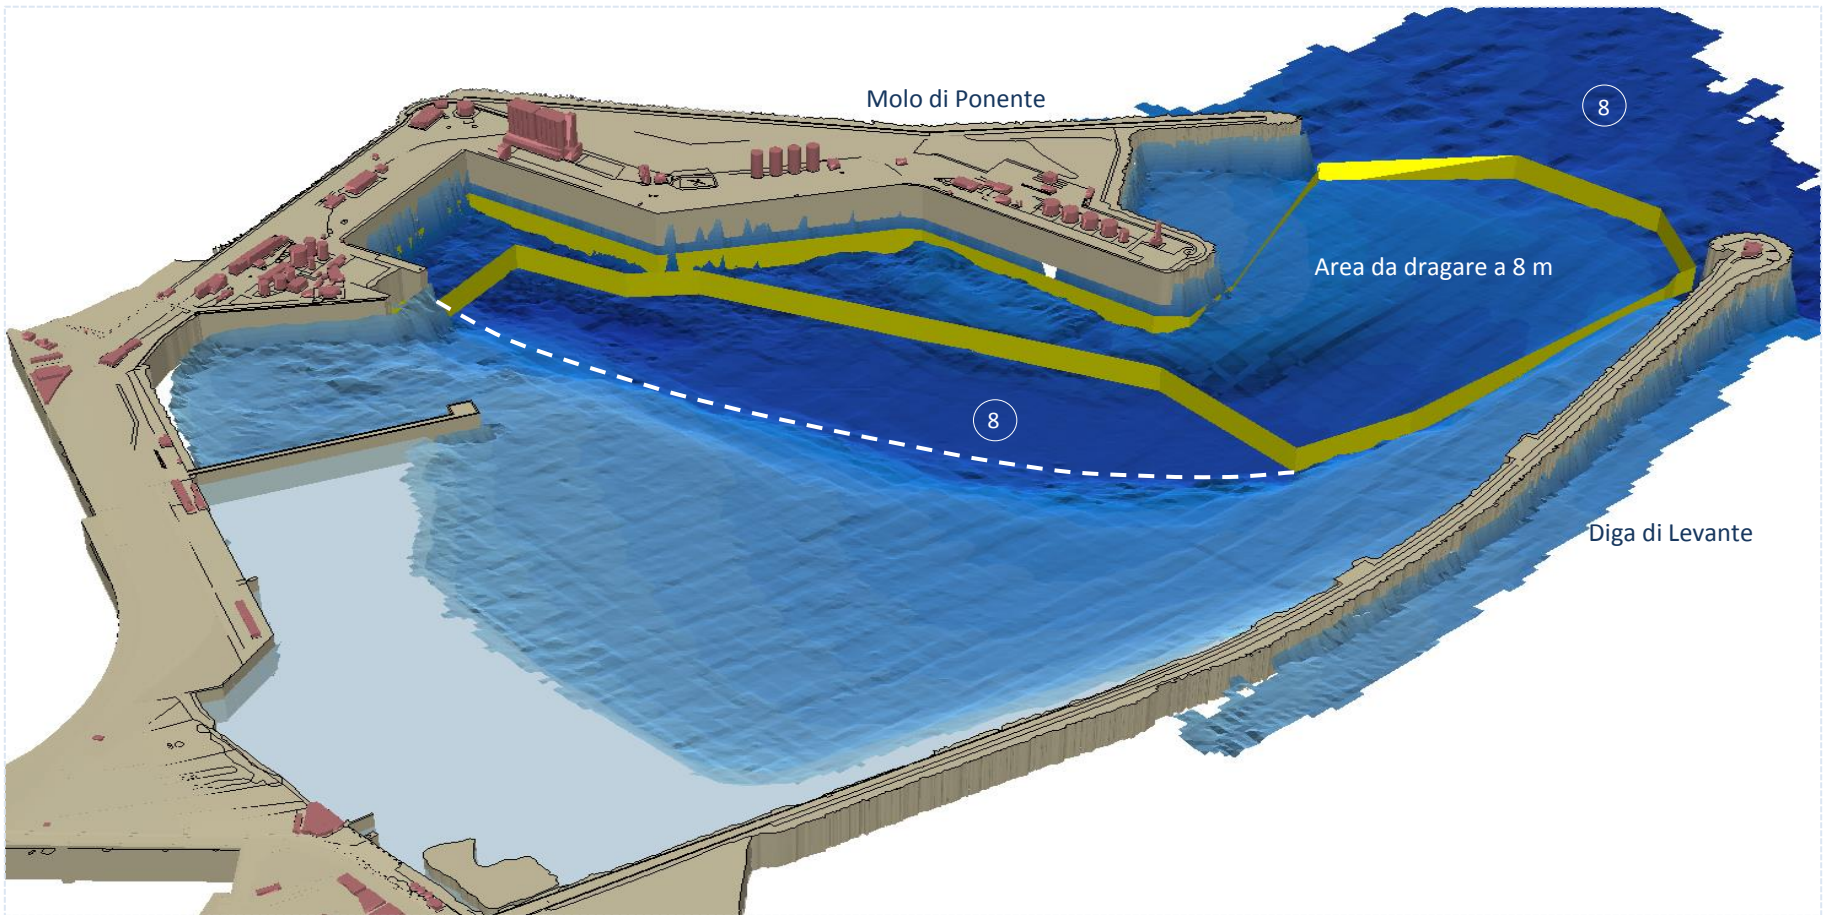 Molo di Ponente
8
Area da dragare a 8 m
8
Diga di Levante